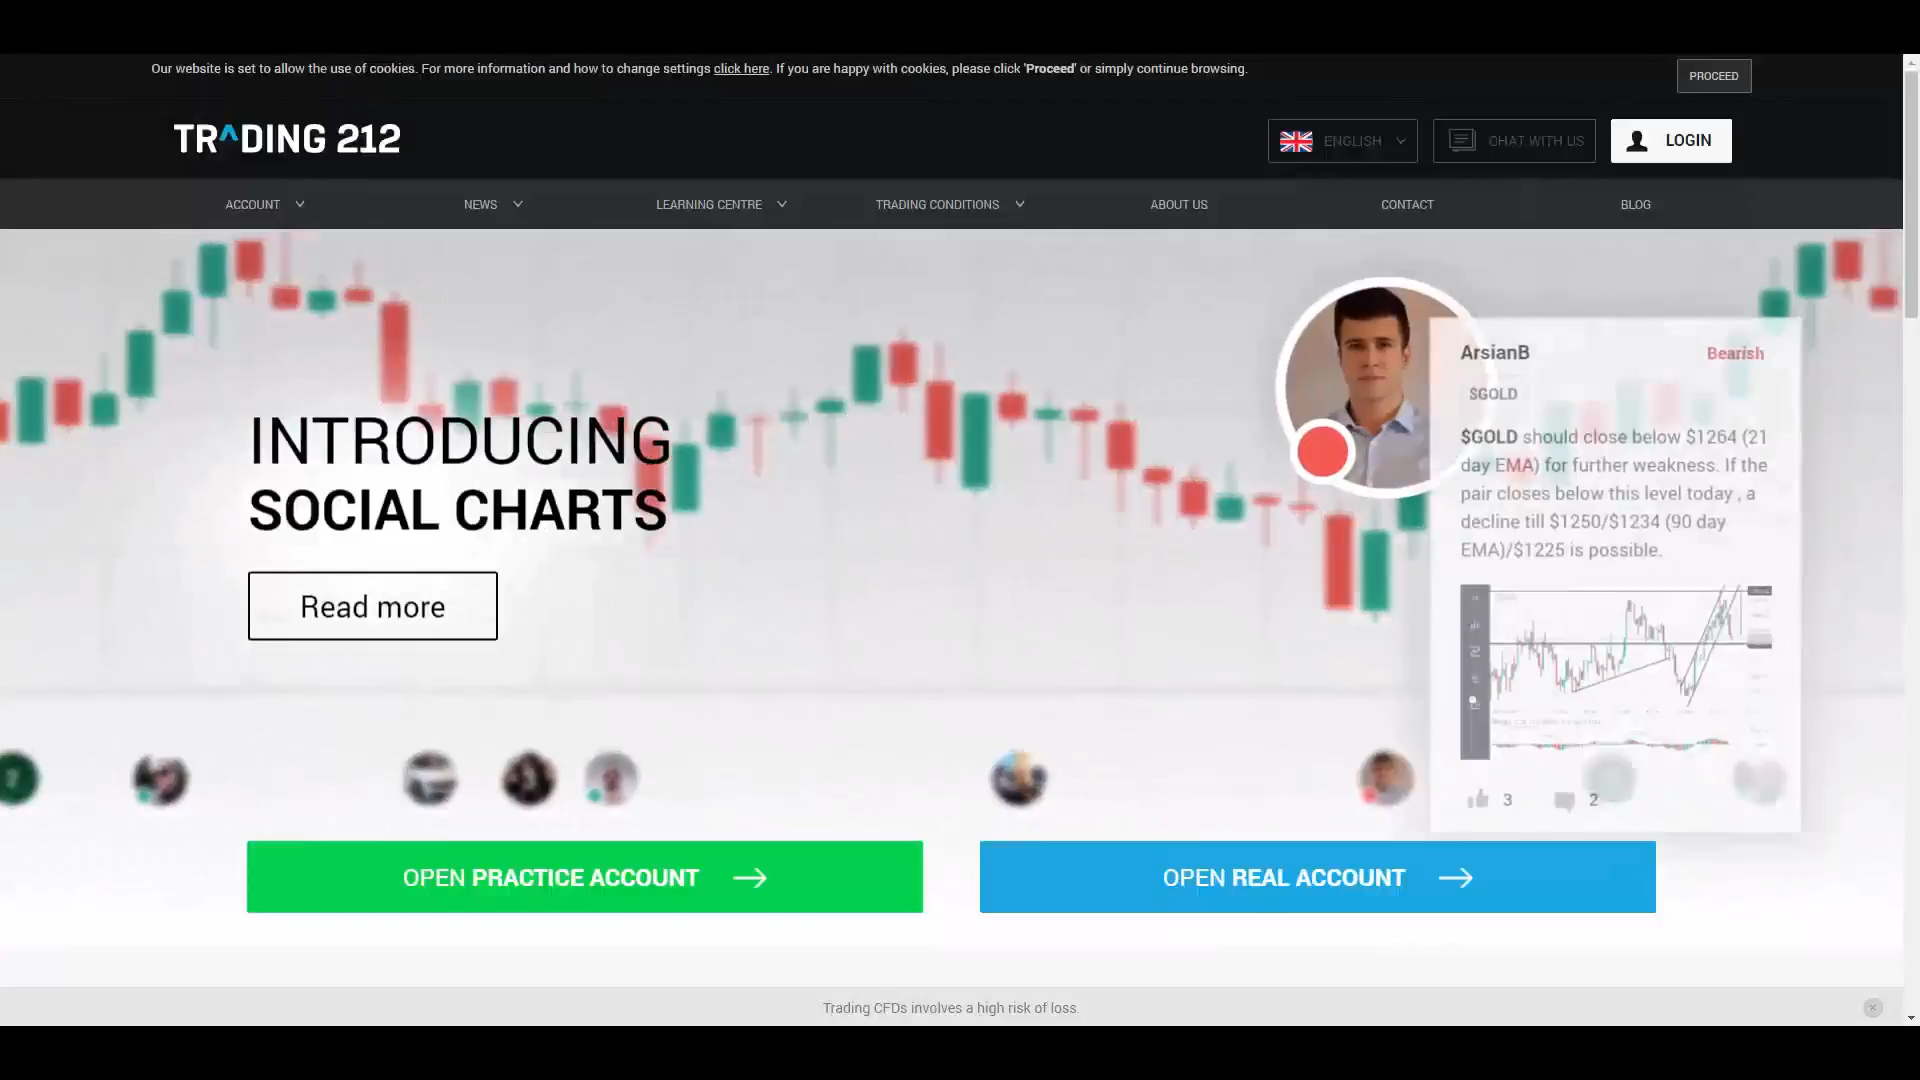 Our website is set to allow the use of cookies. For more information and how to change settings click here. If you are happy with cookies, please click 'Proceed' or simply continue browsing.
PROCEED
TRADING 212
ENGLISH
CHAT WITH US
LOGIN
ACCOUNT
NEWS
LEARNING CENTRE
TRADING CONDITIONS
ABOUT US
CONTACT
BLOG
INTRODUCING
SOCIAL CHARTS
Read more
ArsianB
Bearish
$GOLD
$GOLD should close below $1264 (21
day EMA) for further weakness. If the
pair closes below this level today , a
decline till $1250/$1234 (90 day
EMA)/$1225 is possible.
3
2
OPEN PRACTICE ACCOUNT
OPEN REAL ACCOUNT
Trading CFDs involves a high risk of loss.